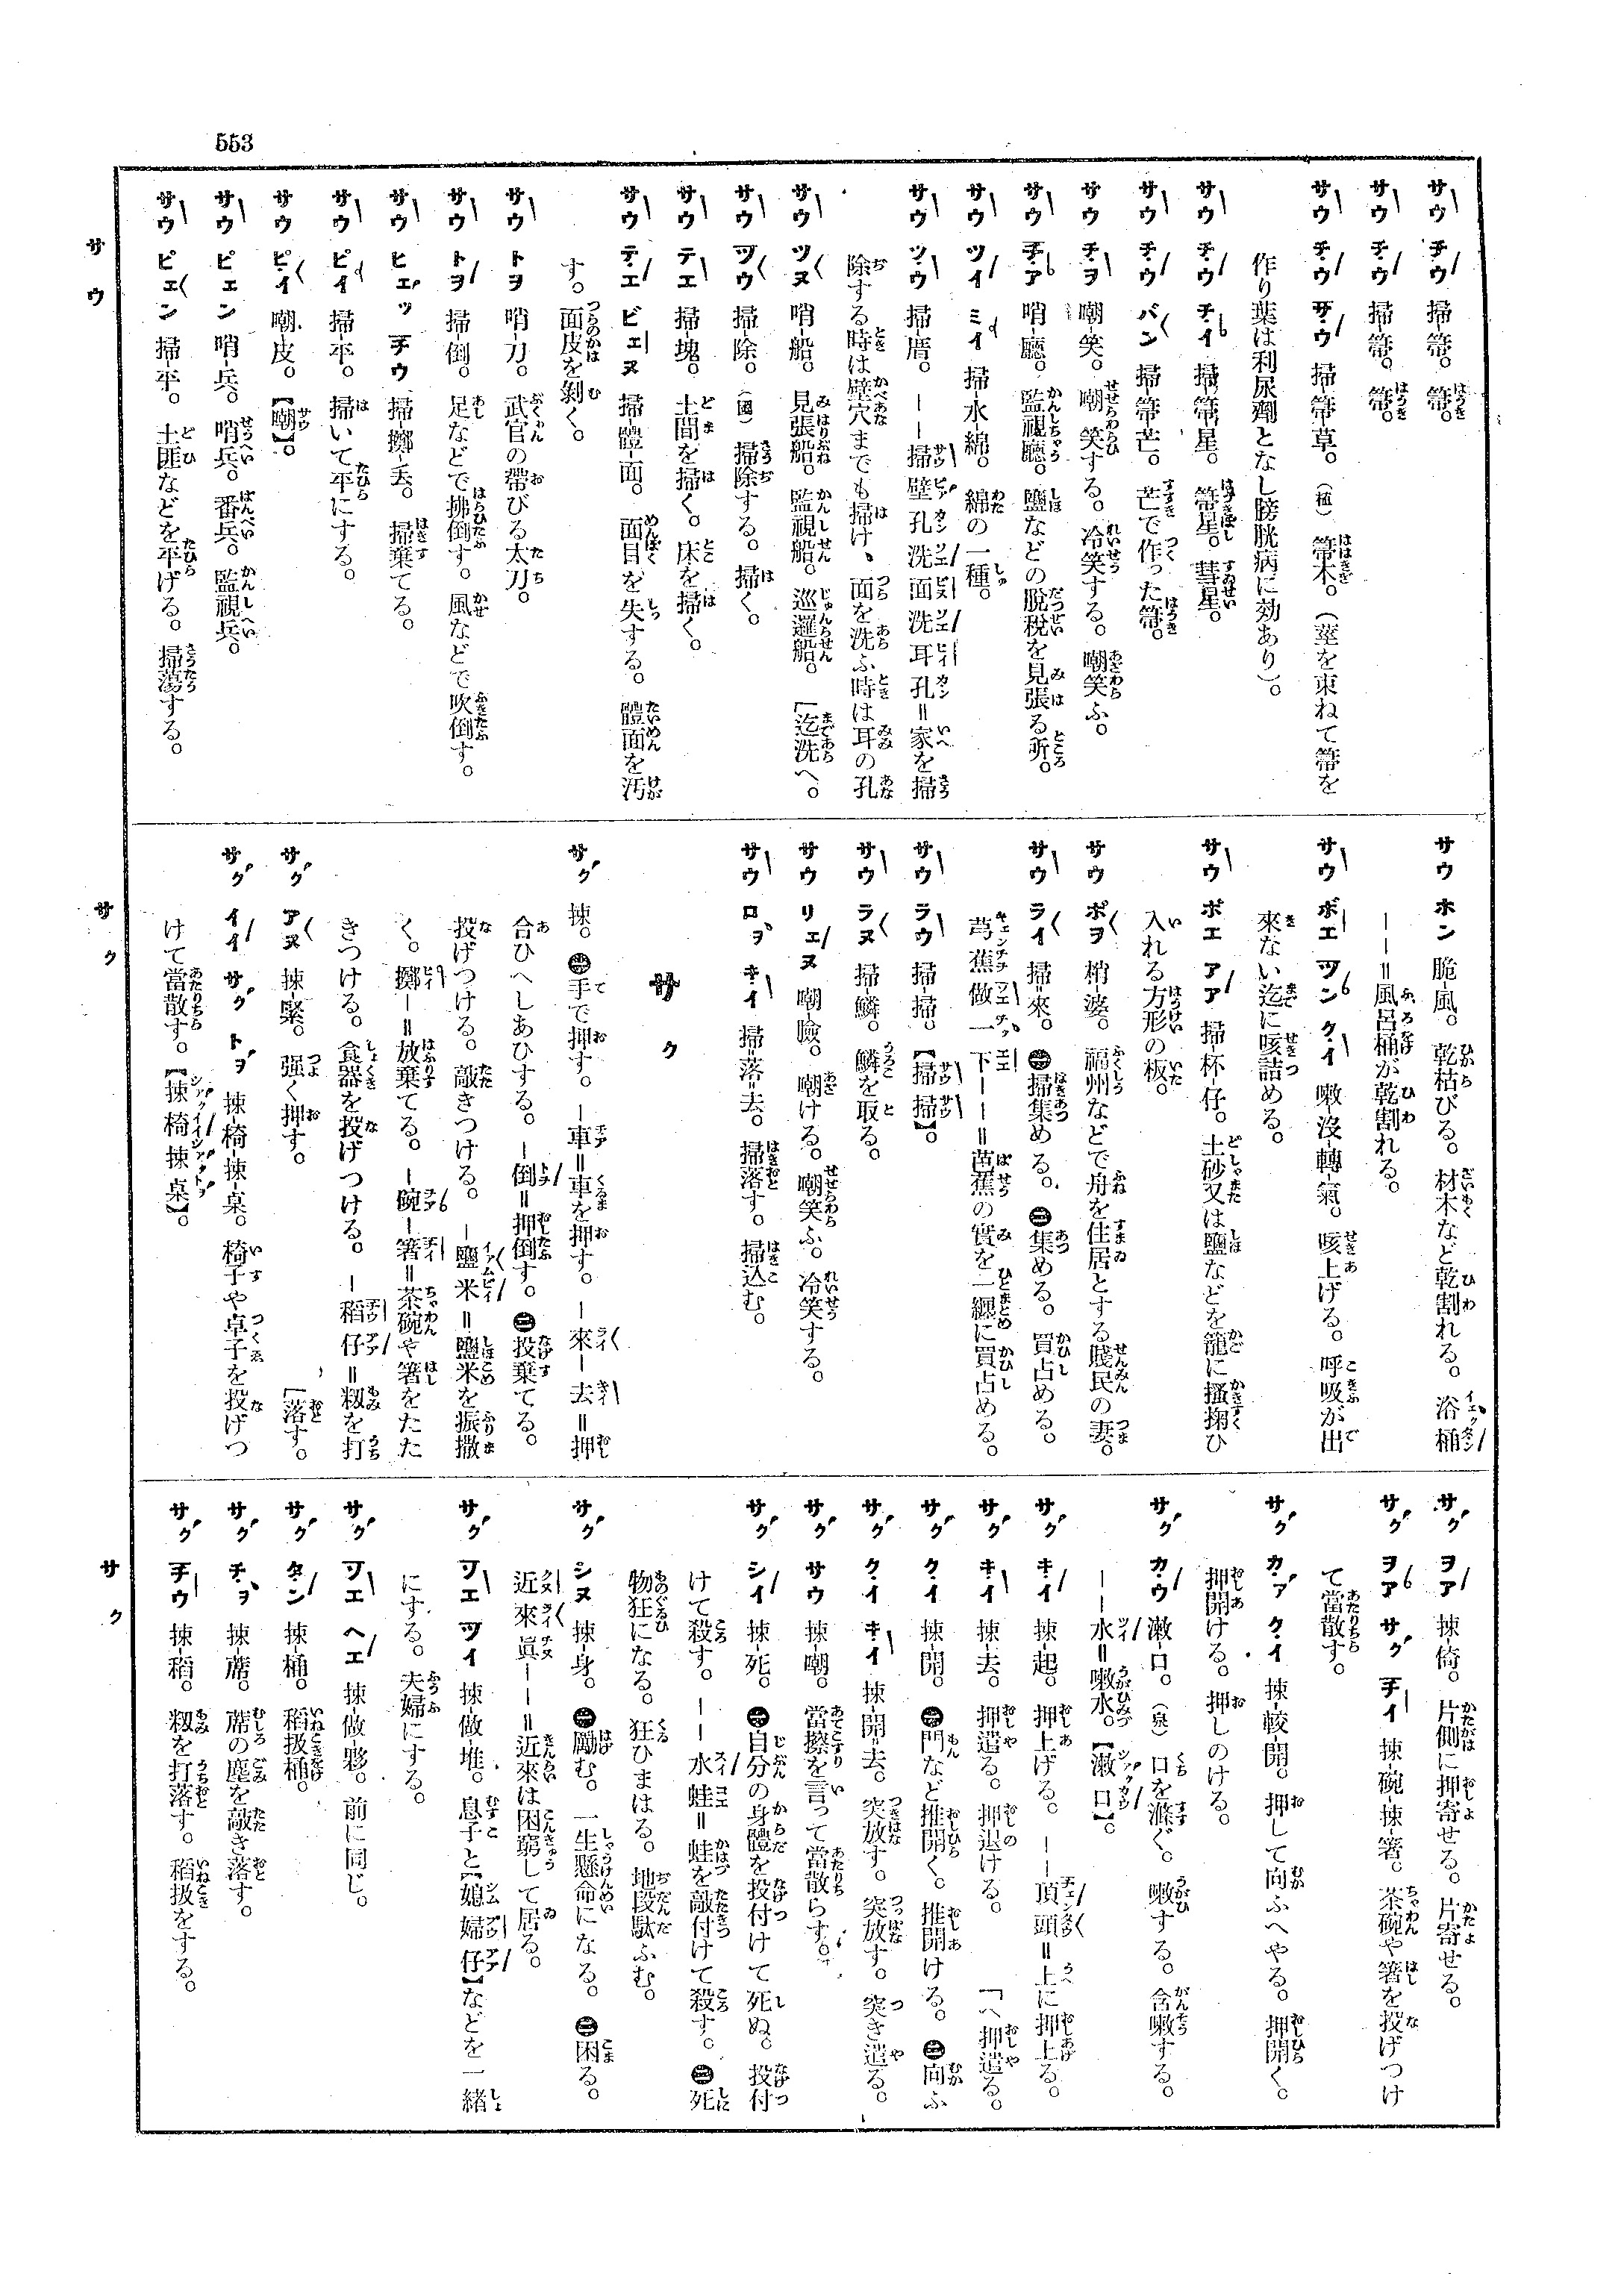 553
サウ チウ 掃-箒。箒。
サウ チウ 掃-箒。箒。
サウ チウ サウ 掃-箒-草。(植)箒木。(莖を束ねて箒を
作り葉は利尿劑となし膀胱病に効あり)。
サウ チウ チイ 掃-箒-星。箒星。彗星。
サウ チウ バン 掃-箒-芒。芒で作った箒。
サウ チヲ 嘲-笑。嘲笑する。冷笑する。嘲笑ふ。
サウ チア 哨-廳。監視廳。鹽などの脫税を見張る所。
サウ ツイ ミイ 掃-水-綿。綿の一種。
サウ ツウ 掃-厝。――掃壁孔洗面洗耳孔=家を掃
除する時は壁穴までも掃け、面を洗ふ時は耳の孔
サウ ツヌ 哨-船。見張船。監視船。巡邏船。[迄洗へ。
サウ ツウ 掃-除。(國)掃除する。掃く。
サウ テエ 掃-塊。土間を掃く。床を掃く。
サウ テエ ビェヌ 掃-體-面。面目を失する。體面を汚
す。面皮を剝く。
サウ トヲ 哨-刀。武官の帶びる太刀。
サウ トヲ 掃-倒。足などで拂倒す。風などで吹倒す。
サウ ヒェッ チウ 掃-擲-丟。掃棄てる。
サウ ピイ 掃-平。掃いて平にする。
サウ ピイ 嘲-皮。【嘲】。
サウ ピェン 哨-兵。哨兵。番兵。監視兵。
サウ ピェン 掃-平。土匪などを平げる。掃蕩する。
サウ
サウ ホン 脆-風。乾枯びる。材木など乾割れる。浴桶
――=風呂桶が乾割れる。
サウ ボエ ツン クイ 嗽-沒-轉-氣。咳上げる。呼吸が出
來ない迄に咳詰める。
サウ ポエ アア 掃-杯-仔。土砂又は鹽などを籠に搔掬ひ
入れる方形の板。
サウ ポヲ 梢-婆。福州などで舟を住居とする賤民の妻。
サウ ライ 掃-來。㊀掃集める。㊁集める。買占める。
芎蕉做一下――=芭蕉の實を一纒に買占める。
サウ ラウ 掃-掃。【掃掃】。
サウ ラヌ 掃-鱗。鱗を取る。
サウ リェヌ 嘲-瞼。嘲ける。嘲笑ふ。冷笑する。
サウ ロヲ キイ 掃-落-去。掃落す。掃込む。
サク
サク 揀。㊀手で押す。―車=車を押す。―來―去=押
合ひへしあひする。―倒=押倒す。㊁投棄てる。
投げつける。敲きつける。―鹽米=鹽米を振撒
く。擲―=放棄てる。―碗―箸=茶碗や箸をたた
きつける。食器を投げつける。―稻仔=籾を打
サク アヌ 揀-緊。强く押す。[落す。
サク イイ サク トヲ 揀-椅-揀-桌。椅子や卓子を投げつ
けて當散す。【揀椅揀桌】。
サク
サク ヲア 揀-倚。片側に押寄せる。片寄せる。
サク ヲア サク チイ 揀-碗-揀-箸。茶碗や箸を投げつけ
て當散す。
サク カア クイ 揀-較-開。押して向ふへやる。押開く。
押開ける。押しのける。
サク カウ 漱-口。(泉)口を滌ぐ。嗽する。含嗽する。
――水=嗽水。【漱口】。
サク キイ 揀-起。押上げる。――頂頭=上に押上る。
サク キイ 揀-去。押遣る。押退ける。[へ押遣る。
サク クイ 揀-開。㊀門など推開く。推開ける。㊁向ふ
サク クイ キイ 揀-開-去。突放す。突放す。突き遣る。
サク サウ 揀-嘲。當擦を言って當散らす。
サク シイ 揀-死。㊀自分の身體を投付けて死ぬ。投付
けて殺す。――水蛙=蛙を敲付けて殺す。㊁死
物狂になる。狂ひまはる。地段駄ふむ。
サク シヌ 揀-身。㊀勵む。一生懸命になる。㊁困る。
近來眞――=近來は困窮して居る。
サク ツエ ツイ 揀-做-堆。息子と【媳婦仔】などを一緖
にする。夫婦にする。
サク ツエ ヘエ 揀-做-夥。前に同じ。
サク タン 揀-桶。稻扱桶。
サク チヲ 揀-蓆。蓆の塵を敲き落す。
サク チウ 揀-稻。籾を打落す。稻扱をする。
サク